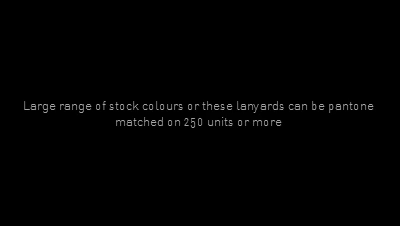 Large range of stock colours or these lanyards can be pantone
matched on 250 units or more